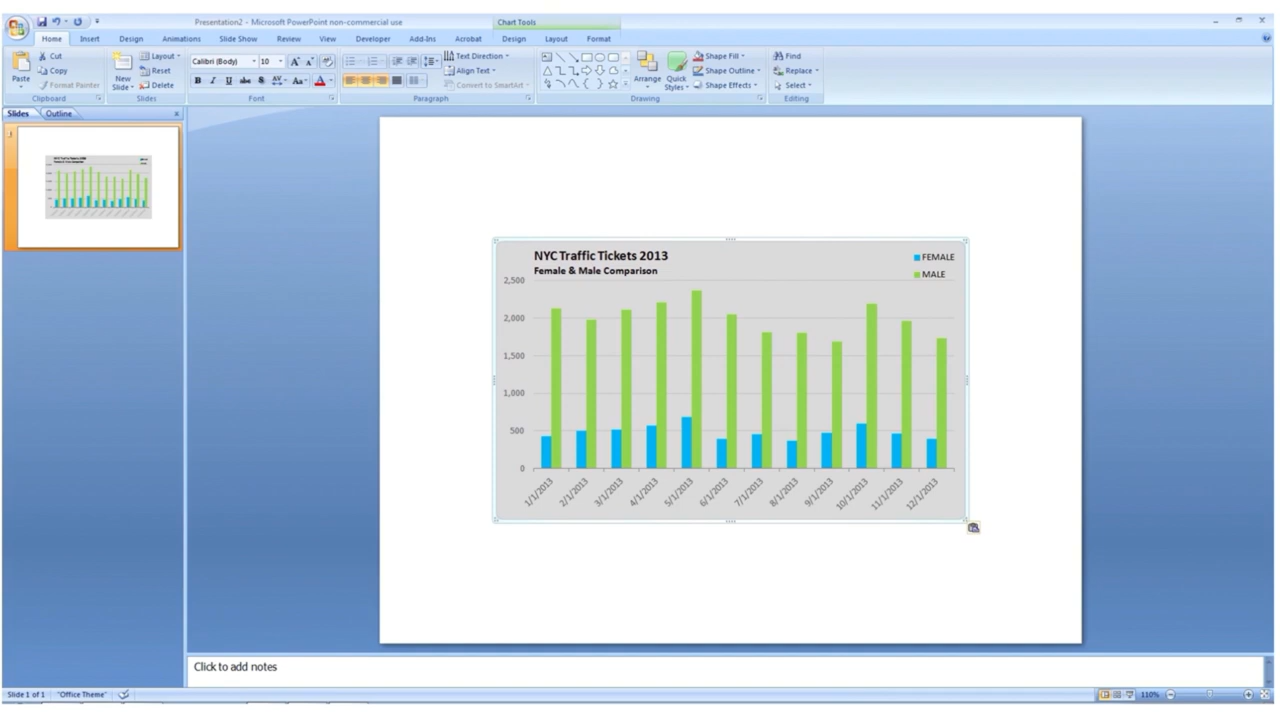 Presentation2 - Microsoft PowerPoint non-commercial use
Chart Tools
Home Insert Design Animations Slide Show Review View Developer Add-Ins Acrobat Design Layout Format
Paste
Cut
Copy
Format Painter
Clipboard
New
Slide
Layout
Reset
Delete
Slides
Calibri (Body) 10
B I U abc S AV Aa A
Font
Text Direction
Align Text
Convert to SmartArt
Paragraph
Arrange
Quick
Styles
Shape Fill
Shape Outline
Shape Effects
Drawing
Find
Replace
Select
Editing
Slides Outline
1
NYC Traffic Tickets 2013
Female & Male Comparison
FEMALE
MALE
2,500
2,000
1,500
1,000
500
0
1/1/2013 2/1/2013 3/1/2013 4/1/2013 5/1/2013 6/1/2013 7/1/2013 8/1/2013 9/1/2013 10/1/2013 11/1/2013 12/1/2013
Click to add notes
Slide 1 of 1 "Office Theme" 110%